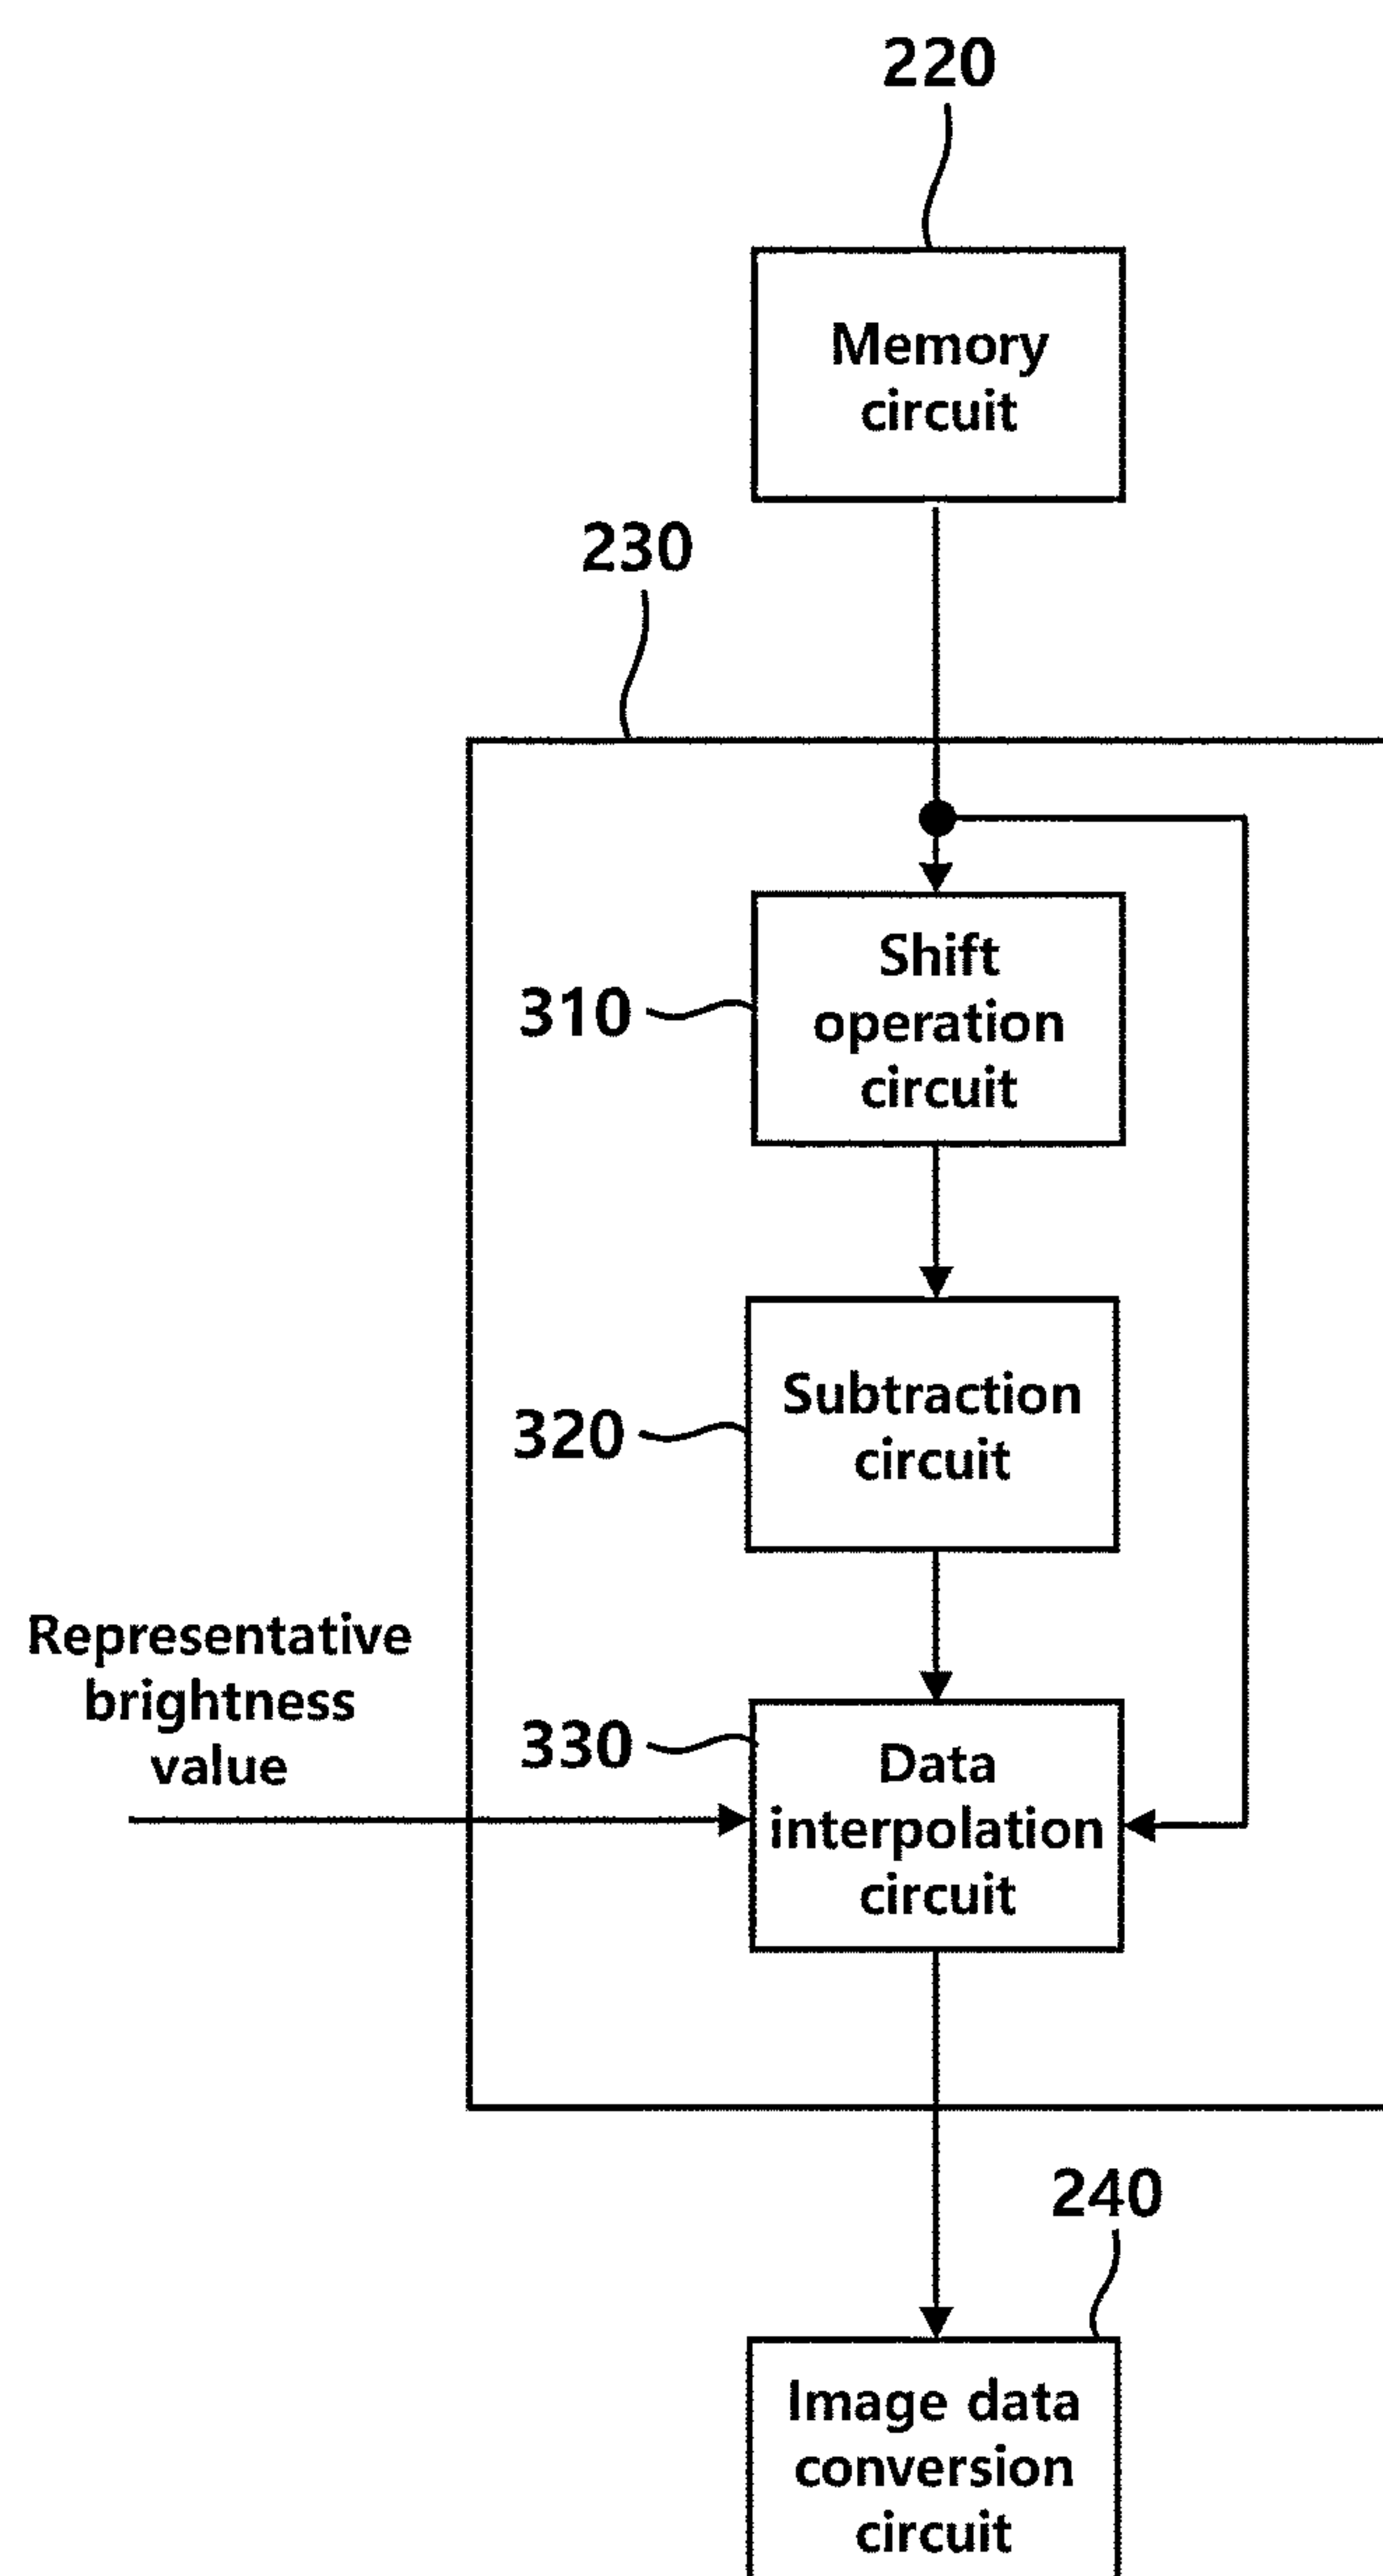 220
Memory
circuit
230
Shift
operation
circuit
310
Subtraction
circuit
320
Representative
brightness
value
330
Data
interpolation
circuit
240
Image data
conversion
circuit